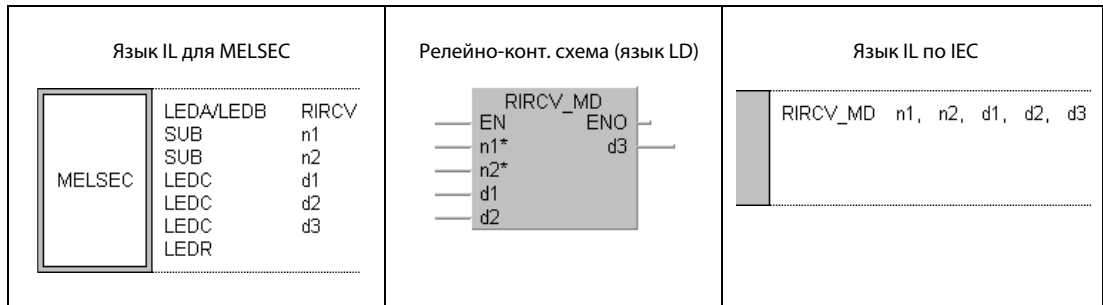 Язык IL для MELSEC
MELSEC
LEDA/LEDB RIRCV
SUB n1
SUB n2
LEDC d1
LEDC d2
LEDC d3
LEDR
Релейно-конт. схема (язык LD)
RIRCV_MD
EN ENO
n1* d3
n2*
d1
d2
Язык IL по IEC
RIRCV_MD n1, n2, d1, d2, d3